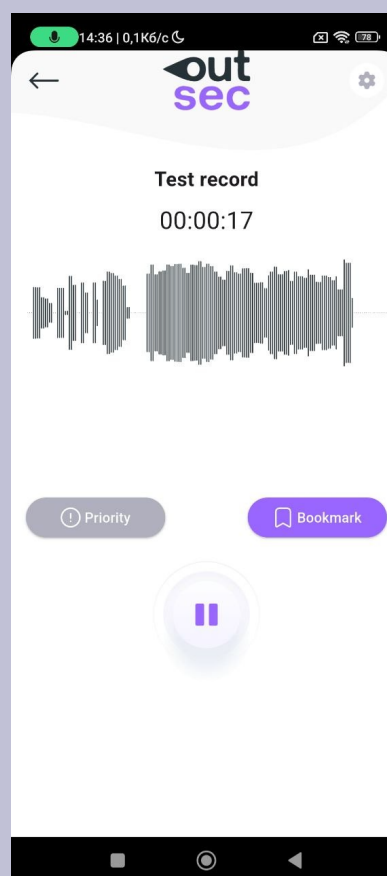 14:36 | 0,1Кб/с
78
out
sec
Test record
00:00:17
Priority
Bookmark